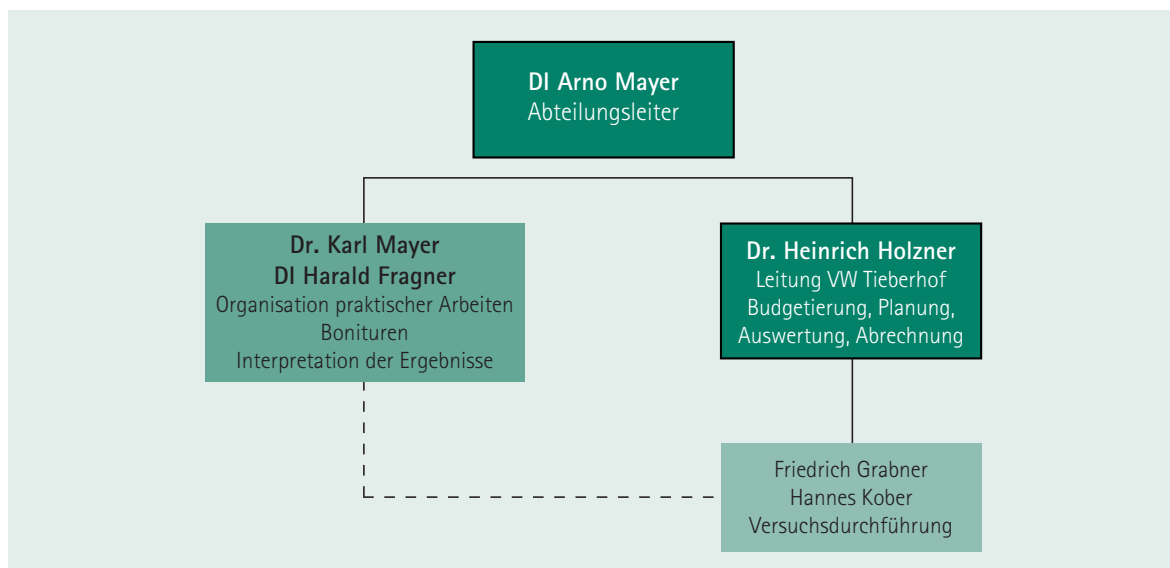 DI Arno Mayer
Abteilungsleiter
Dr. Karl Mayer
DI Harald Fragner
Organisation praktischer Arbeiten
Bonituren
Interpretation der Ergebnisse
Dr. Heinrich Holzner
Leitung VW Tieberhof
Budgetierung, Planung,
Auswertung, Abrechnung
Friedrich Grabner
Hannes Kober
Versuchsdurchführung